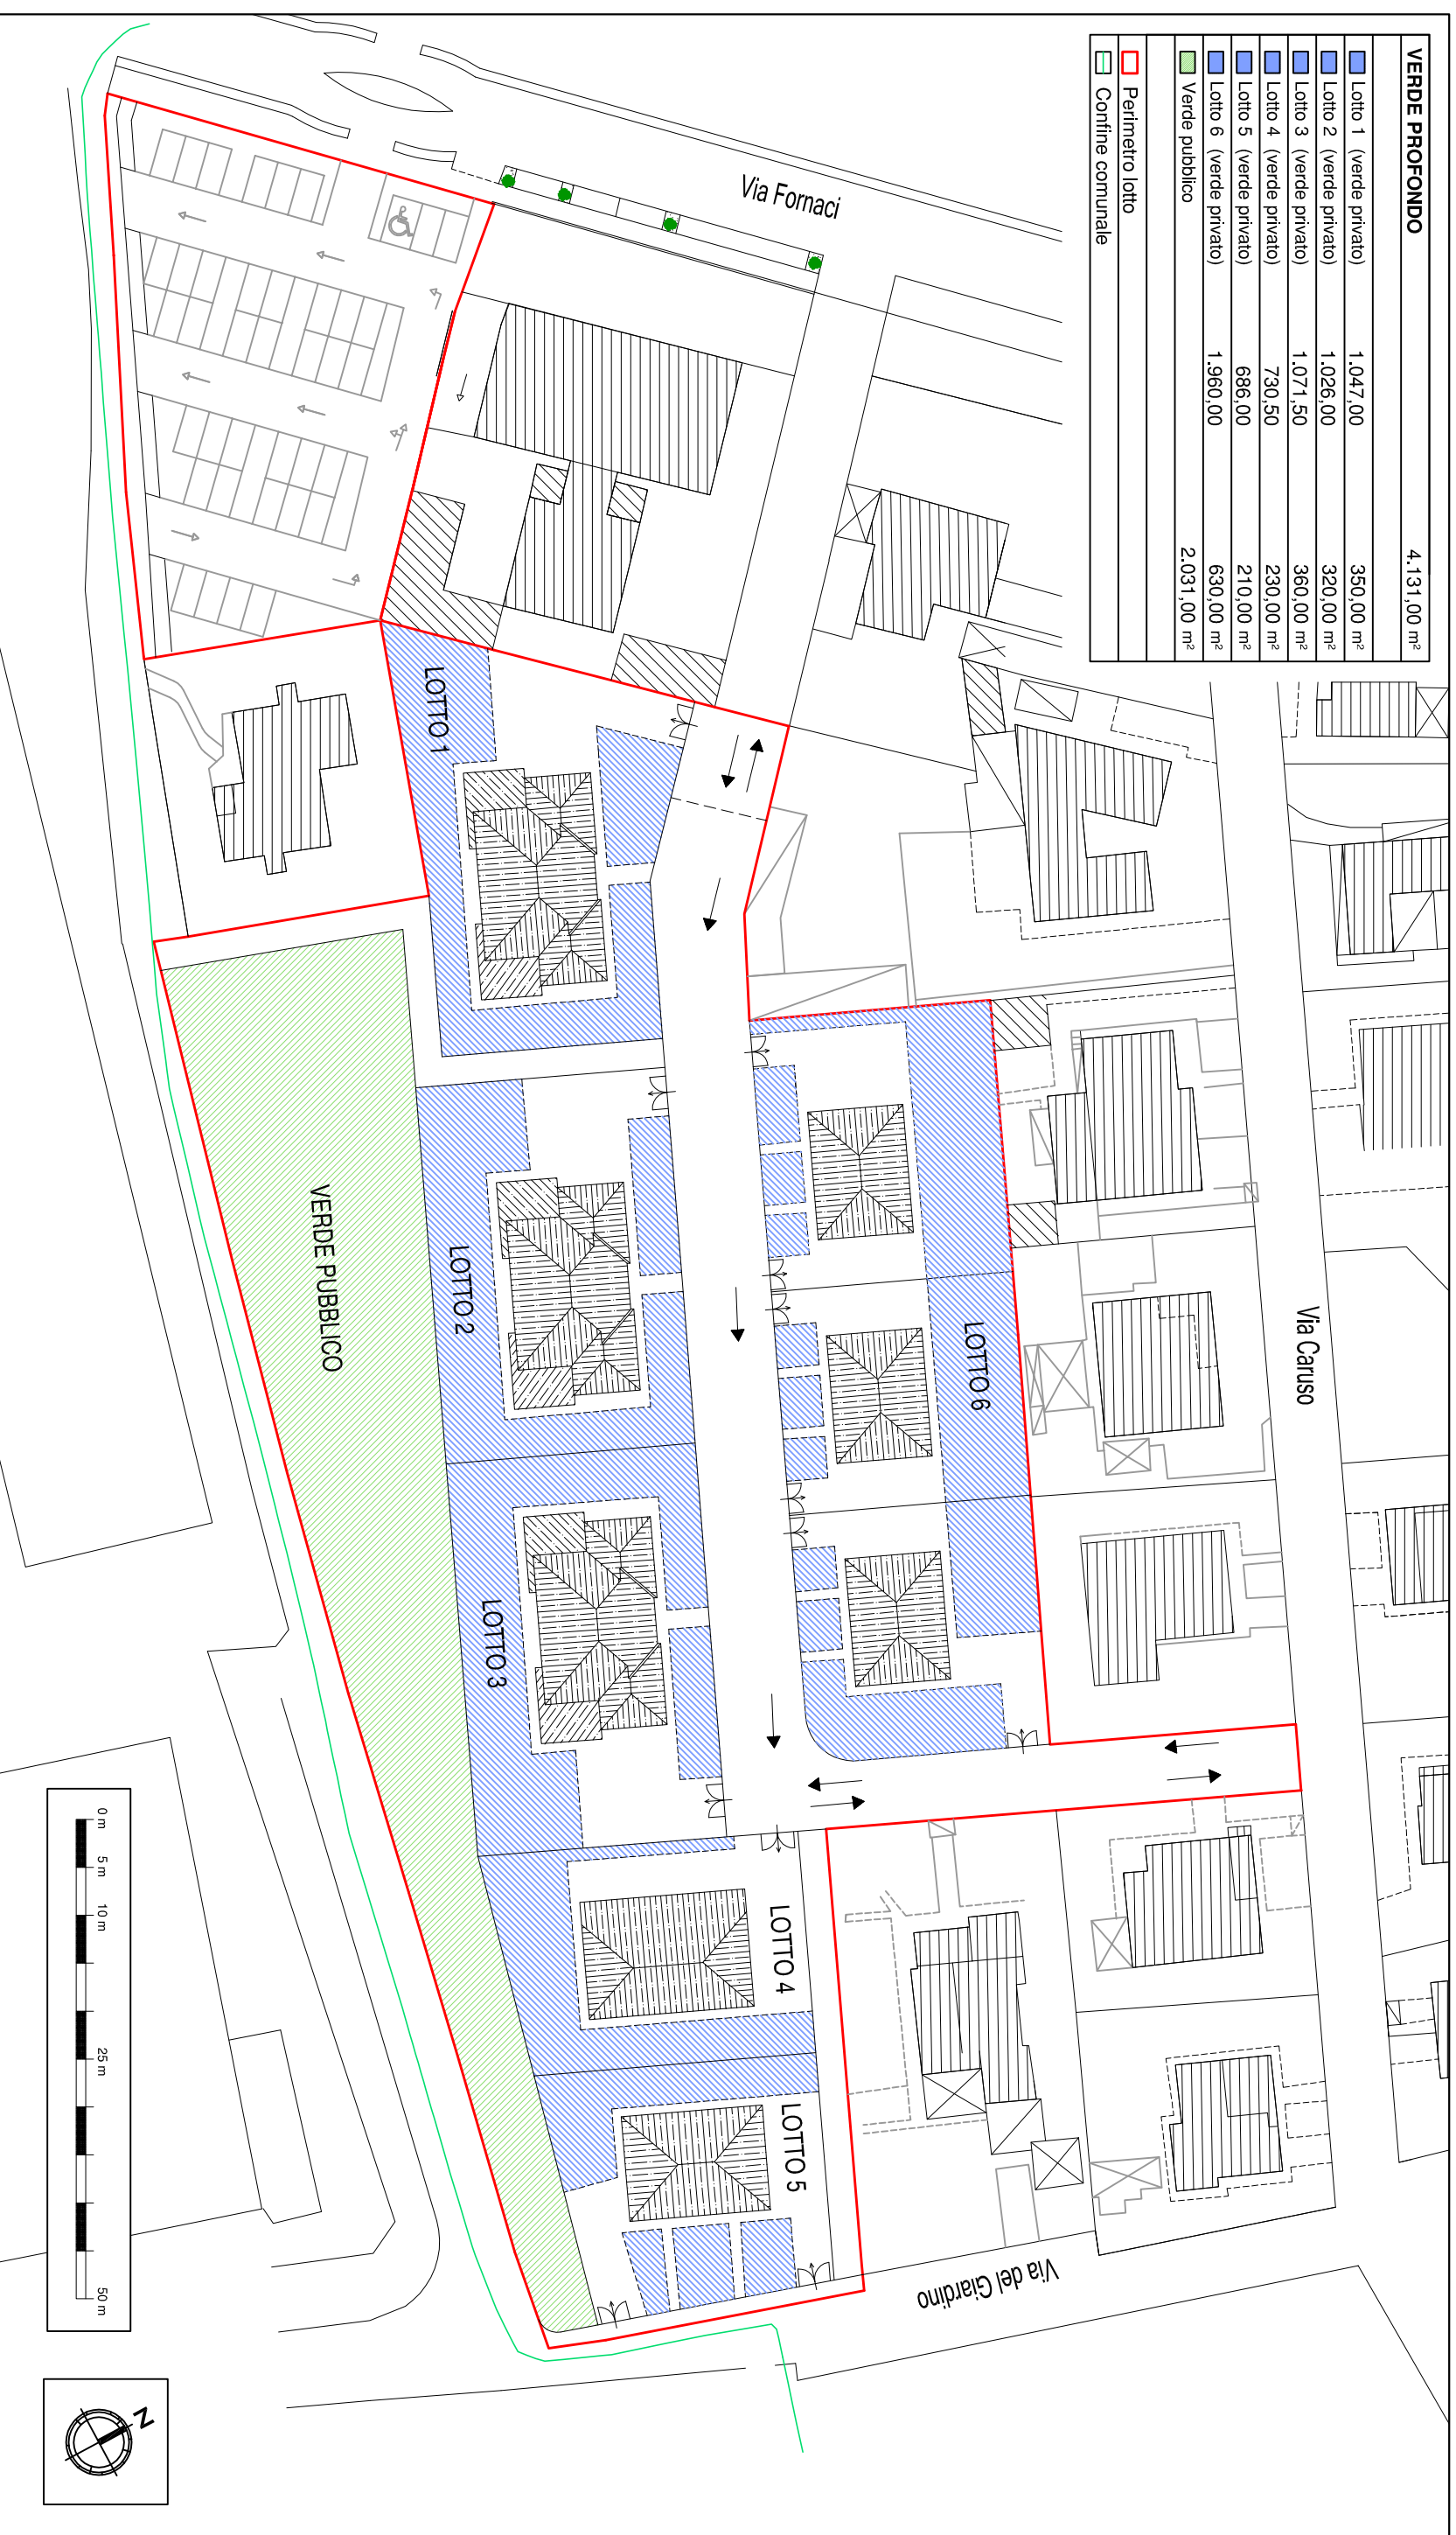 VERDE PROFONDO 4.131,00 m²
Lotto 1 (verde privato) 1.047,00 350,00 m²
Lotto 2 (verde privato) 1.026,00 320,00 m²
Lotto 3 (verde privato) 1.071,50 360,00 m²
Lotto 4 (verde privato) 730,50 230,00 m²
Lotto 5 (verde privato) 686,00 210,00 m²
Lotto 6 (verde privato) 1.960,00 630,00 m²
Verde pubblico 2.031,00 m²
Perimetro lotto
Confine comunale
Via Fornaci
Via Caruso
LOTTO 1
LOTTO 6
LOTTO 2
VERDE PUBBLICO
LOTTO 3
LOTTO 4
LOTTO 5
Via del Giardino
0 m 5 m 10 m 25 m 50 m
N